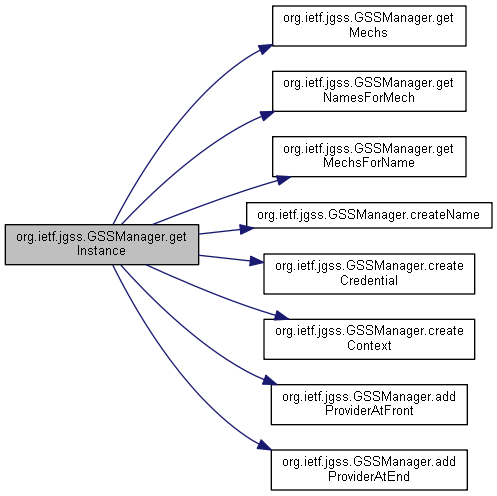 org.ietf.jgss.GSSManager.get
Mechs
org.ietf.jgss.GSSManager.get
NamesForMech
org.ietf.jgss.GSSManager.get
MechsForName
org.ietf.jgss.GSSManager.createName
org.ietf.jgss.GSSManager.get
Instance
org.ietf.jgss.GSSManager.create
Credential
org.ietf.jgss.GSSManager.create
Context
org.ietf.jgss.GSSManager.add
ProviderAtFront
org.ietf.jgss.GSSManager.add
ProviderAtEnd